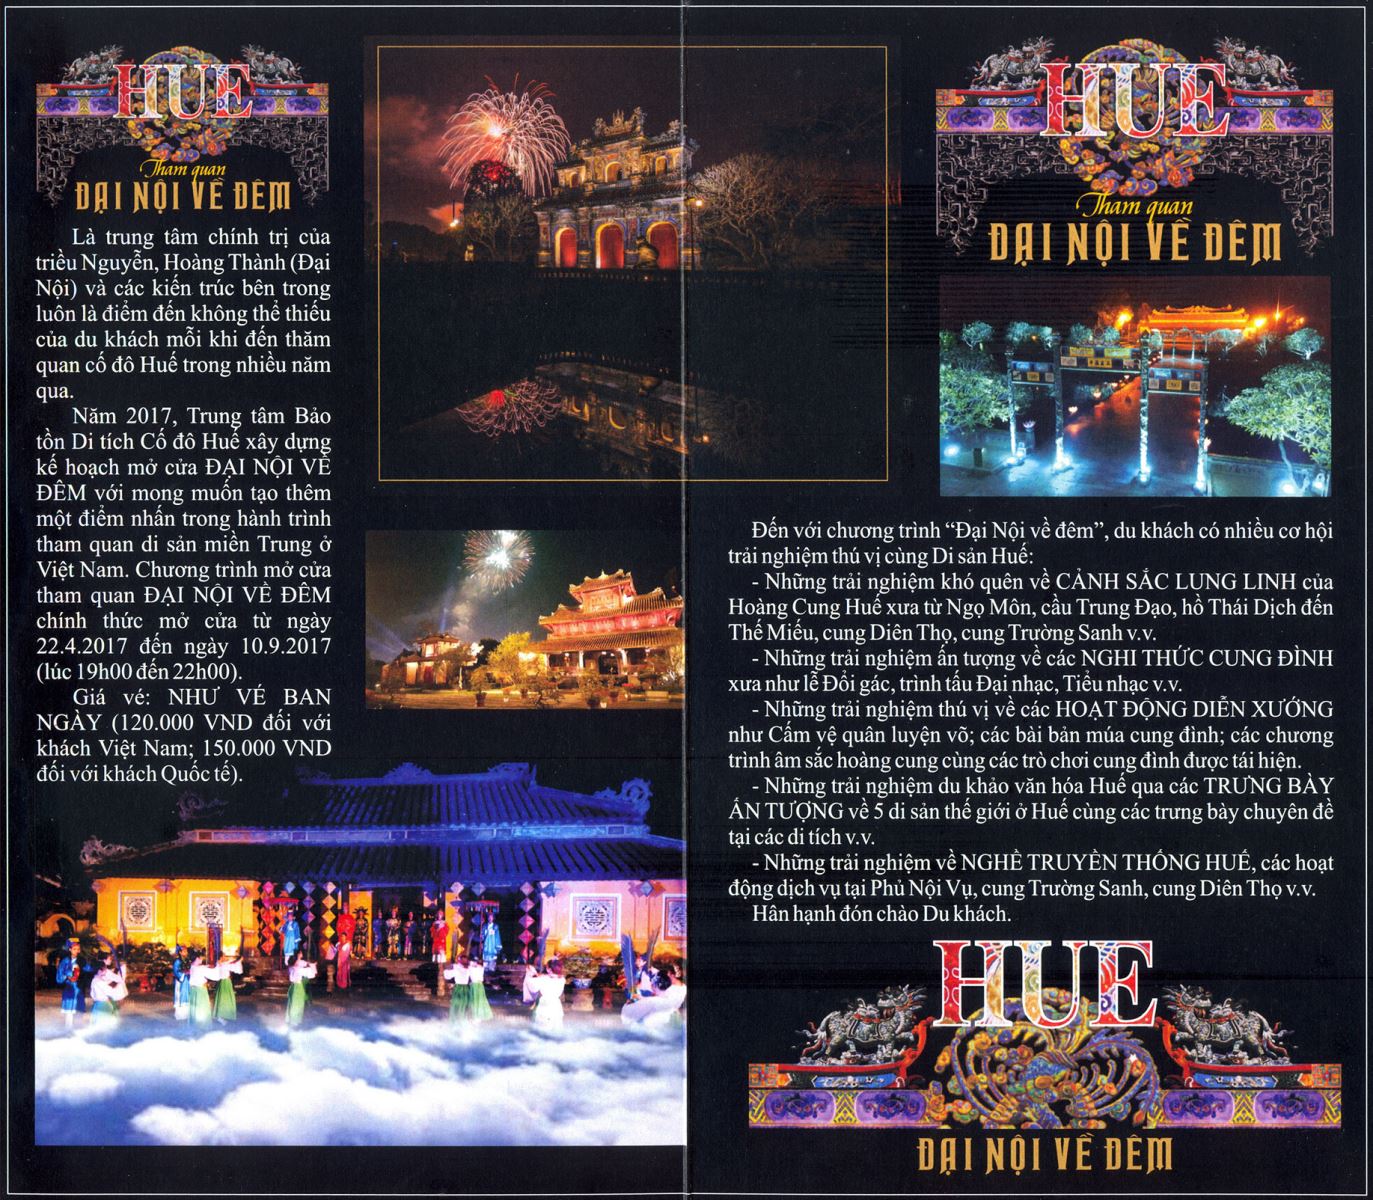 HUE
Tham quan
ĐẠI NỘI VỀ ĐÊM
Là trung tâm chính trị của
triều Nguyễn, Hoàng Thành (Đại
Nội) và các kiến trúc bên trong
luôn là điểm đến không thể thiếu
của du khách mỗi khi đến thăm
quan cố đô Huế trong nhiều năm
qua.
Năm 2017, Trung tâm Bảo
tồn Di tích Cố đô Huế xây dựng
kế hoạch mở cửa ĐẠI NỘI VỀ
ĐÊM với mong muốn tạo thêm
một điểm nhấn trong hành trình
tham quan di sản miền Trung ở
Việt Nam. Chương trình mở cửa
tham quan ĐẠI NỘI VỀ ĐÊM
chính thức mở cửa từ ngày
22.4.2017 đến ngày 10.9.2017
(lúc 19h00 đến 22h00).
Giá vé: NHƯ VÉ BAN
NGÀY (120.000 VND đối với
khách Việt Nam; 150.000 VND
đối với khách Quốc tế).
HUE
Tham quan
ĐẠI NỘI VỀ ĐÊM
Đến với chương trình “Đại Nội về đêm”, du khách có nhiều cơ hội
trải nghiệm thú vị cùng Di sản Huế:
- Những trải nghiệm khó quên về CẢNH SẮC LUNG LINH của
Hoàng Cung Huế xưa từ Ngọ Môn, cầu Trung Đạo, hồ Thái Dịch đến
Thế Miếu, cung Diên Thọ, cung Trường Sanh v.v.
- Những trải nghiệm ấn tượng về các NGHI THỨC CUNG ĐÌNH
xưa như lễ Đổi gác, trình tấu Đại nhạc, Tiểu nhạc v.v.
- Những trải nghiệm thú vị về các HOẠT ĐỘNG DIỄN XƯỚNG
như Cấm vệ quân luyện võ; các bài bản múa cung đình; các chương
trình âm sắc hoàng cung cùng các trò chơi cung đình được tái hiện.
- Những trải nghiệm du khảo văn hóa Huế qua các TRƯNG BÀY
ẤN TƯỢNG về 5 di sản thế giới ở Huế cùng các trưng bày chuyên đề
tại các di tích v.v.
- Những trải nghiệm về NGHỀ TRUYỀN THỐNG HUẾ, các hoạt
động dịch vụ tại Phủ Nội Vụ, cung Trường Sanh, cung Diên Thọ v.v.
Hân hạnh đón chào Du khách.
HUE
ĐẠI NỘI VỀ ĐÊM